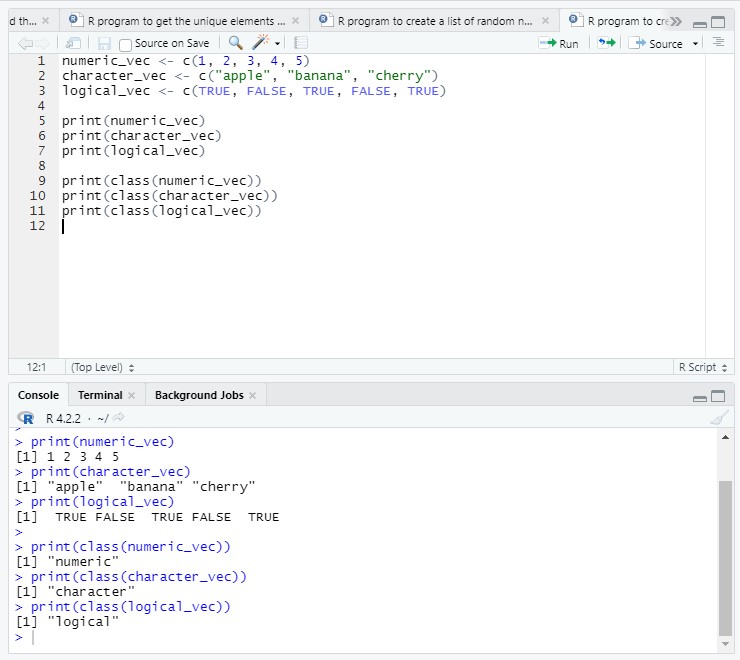 d th...
R program to get the unique elements ...
R program to create a list of random n...
R program to cre
Source on Save
Run
Source
1 numeric_vec <- c(1, 2, 3, 4, 5)
2 character_vec <- c("apple", "banana", "cherry")
3 logical_vec <- c(TRUE, FALSE, TRUE, FALSE, TRUE)
4
5 print(numeric_vec)
6 print(character_vec)
7 print(logical_vec)
8
9 print(class(numeric_vec))
10 print(class(character_vec))
11 print(class(logical_vec))
12
12:1 (Top Level) R Script
Console Terminal Background Jobs
R R 4.2.2 · ~/
> print(numeric_vec)
[1] 1 2 3 4 5
> print(character_vec)
[1] "apple"  "banana" "cherry"
> print(logical_vec)
[1]  TRUE FALSE  TRUE FALSE  TRUE
>
> print(class(numeric_vec))
[1] "numeric"
> print(class(character_vec))
[1] "character"
> print(class(logical_vec))
[1] "logical"
>